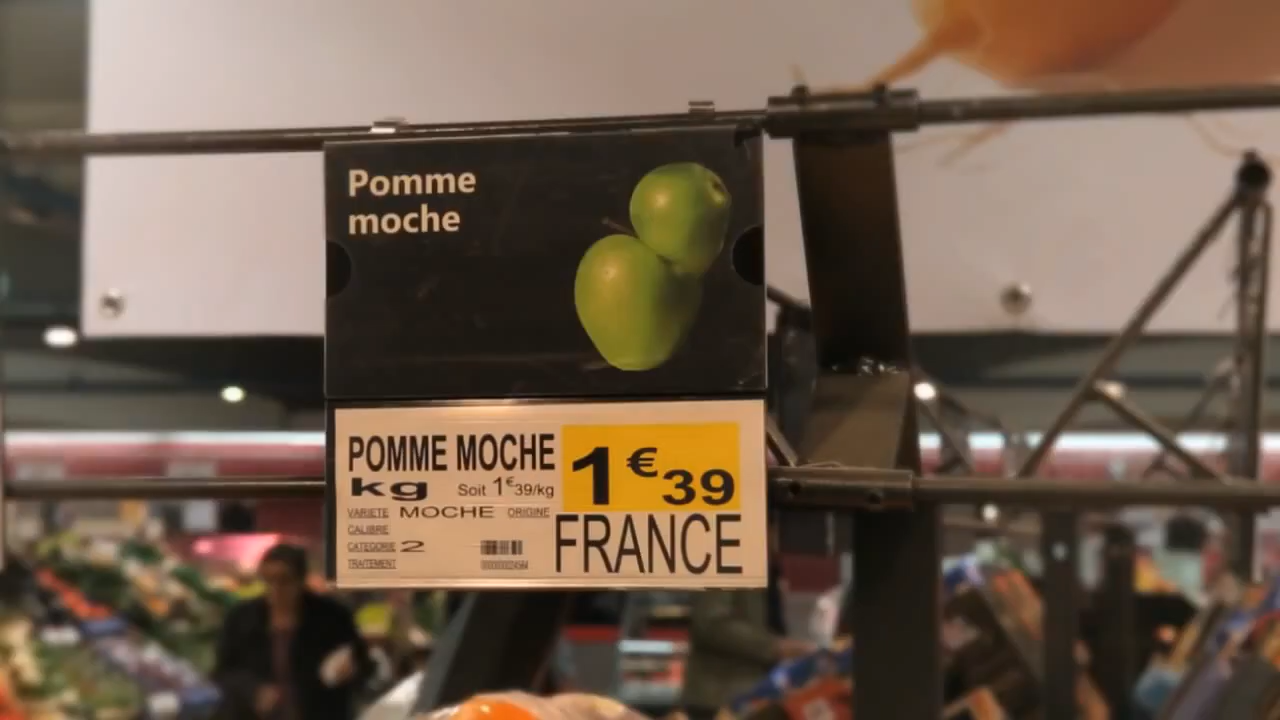 Pomme
moche
POMME MOCHE
kg Soit 1€39/kg
1€39
VARIETE MOCHE ORIGINE
FRANCE
CALIBRE
CATEGORIE 2
TRAITEMENT